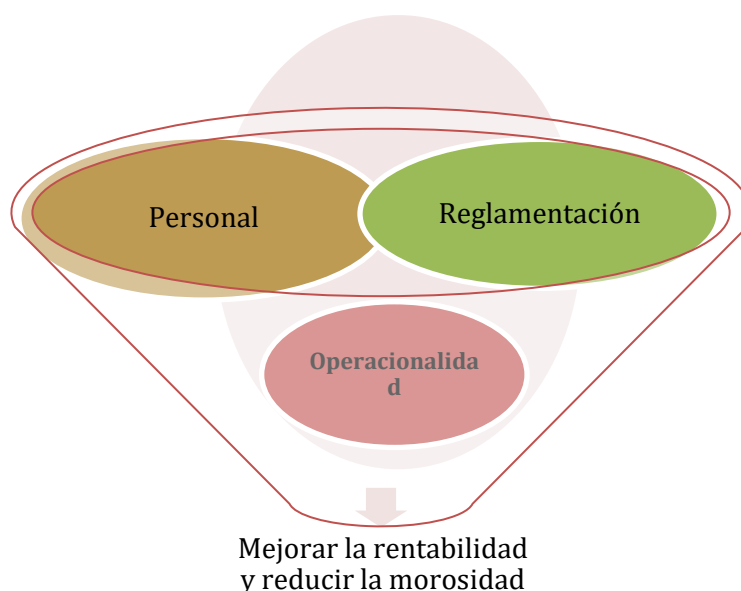 Personal
Reglamentación
Operacionalida
d
Mejorar la rentabilidad
y reducir la morosidad